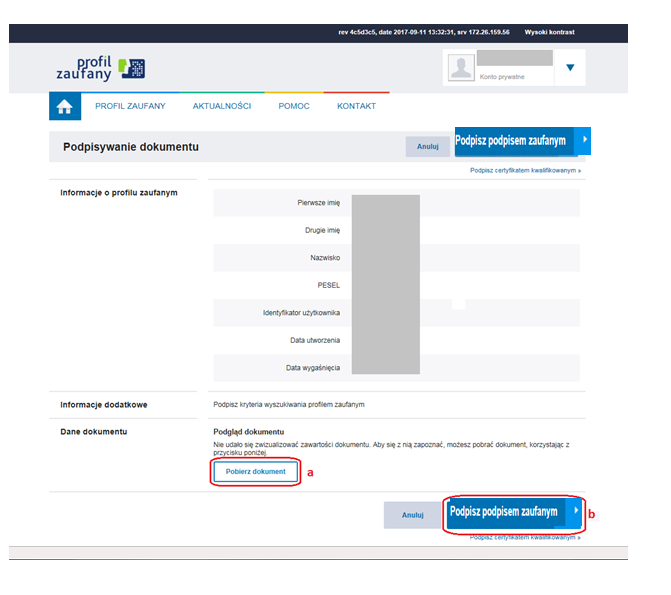 rev 4c5d3c5, date 2017-09-11 13:32:31, srv 172.26.159.56 Wysoki kontrast
profil
zaufany
Konto prywatne
PROFIL ZAUFANY AKTUALNOŚCI POMOC KONTAKT
Podpisywanie dokumentu
Anuluj
Podpisz podpisem zaufanym
Podpisz certyfikatem kwalifikowanym »
Informacje o profilu zaufanym
Pierwsze imię
Drugie imię
Nazwisko
PESEL
Identyfikator użytkownika
Data utworzenia
Data wygaśnięcia
Informacje dodatkowe
Podpisz kryteria wyszukiwania profilem zaufanym
Dane dokumentu
Podgląd dokumentu
Nie udało się zwizualizować zawartości dokumentu. Aby się z nią zapoznać, możesz pobrać dokument, korzystając z
przycisku poniżej.
Pobierz dokument
a
Anuluj
Podpisz podpisem zaufanym
b
Podpisz certyfikatem kwalifikowanym »